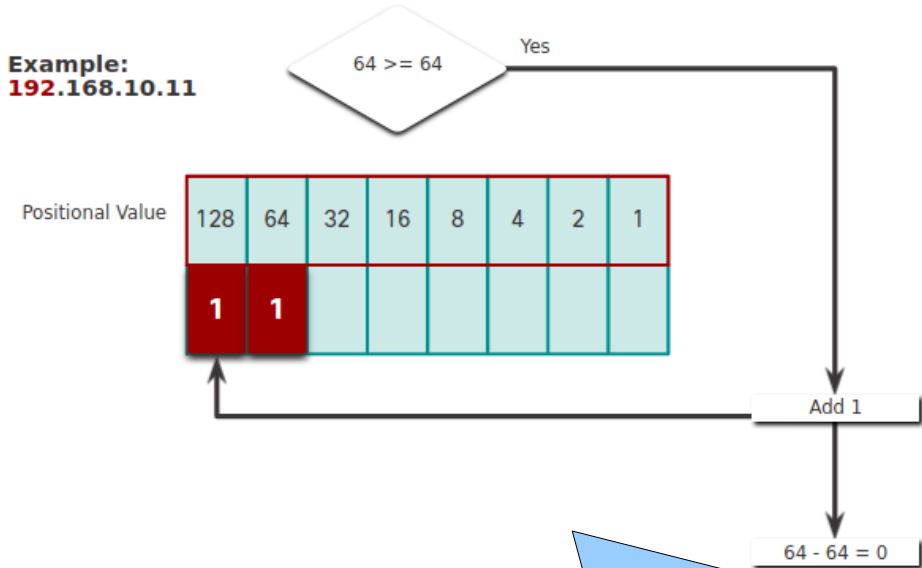 Example:
192.168.10.11
64 >= 64
Yes
Positional Value
128 64 32 16 8 4 2 1
1 1
Add 1
64 - 64 = 0